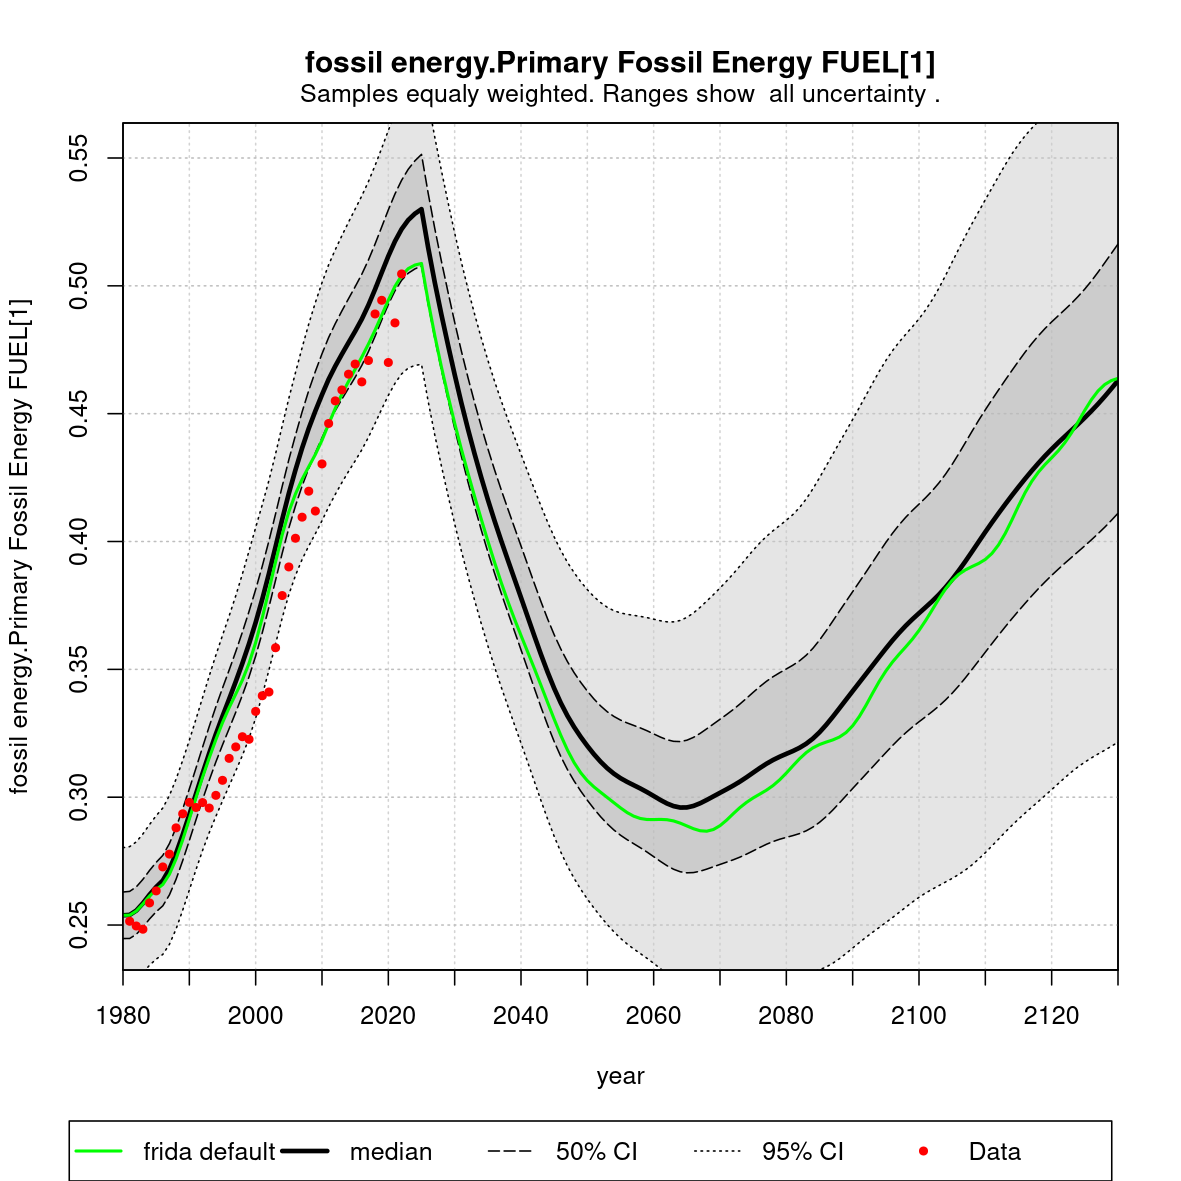 fossil energy.Primary Fossil Energy FUEL[1]
Samples equaly weighted. Ranges show  all uncertainty .
fossil energy.Primary Fossil Energy FUEL[1]
0.55
0.50
0.45
0.40
0.35
0.30
0.25
1980 2000 2020 2040 2060 2080 2100 2120
year
frida default median 50% CI 95% CI Data